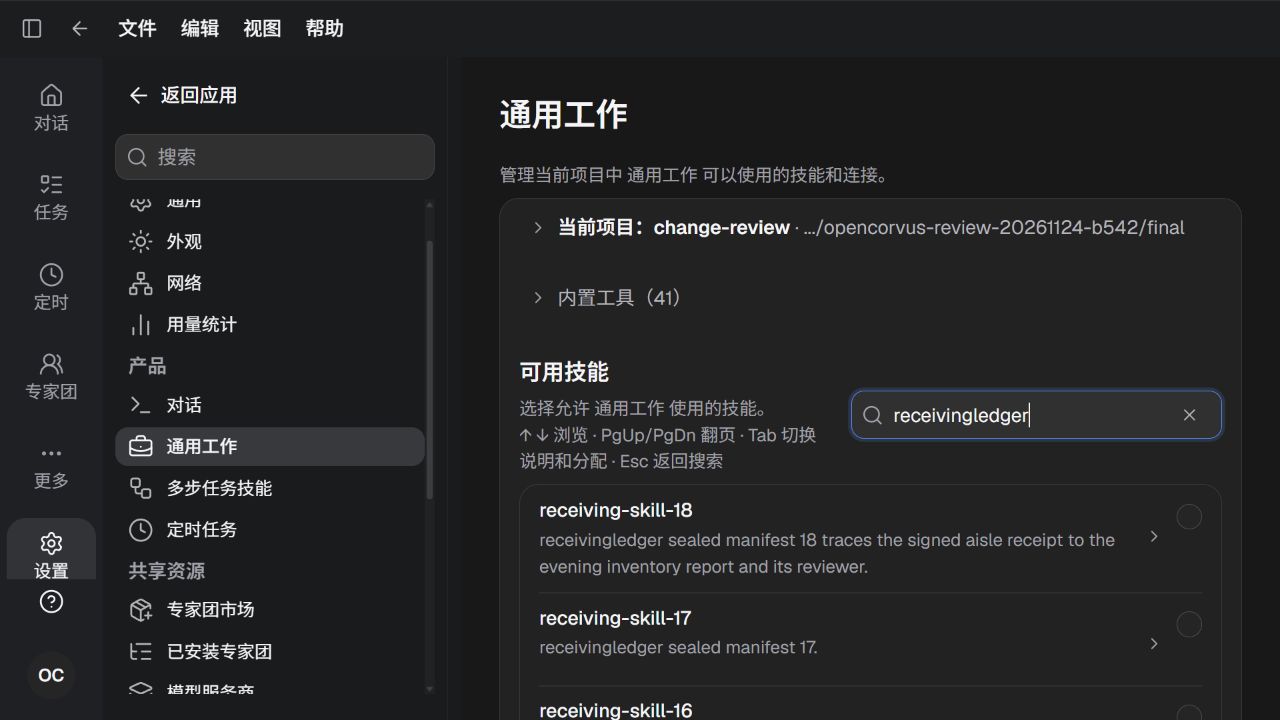 文件 编辑 视图 帮助
对话
任务
定时
专家团
更多
设置
OC
返回应用
搜索
通用
外观
网络
用量统计
产品
对话
通用工作
多步任务技能
定时任务
共享资源
专家团市场
已安装专家团
模型服务商
通用工作
管理当前项目中 通用工作 可以使用的技能和连接。
当前项目：change-review · .../opencorvus-review-20261124-b542/final
内置工具（41）
可用技能
选择允许 通用工作 使用的技能。
↑↓ 浏览 · PgUp/PgDn 翻页 · Tab 切换
说明和分配 · Esc 返回搜索
receivingledger
receiving-skill-18
receivingledger sealed manifest 18 traces the signed aisle receipt to the
evening inventory report and its reviewer.
receiving-skill-17
receivingledger sealed manifest 17.
receiving-skill-16